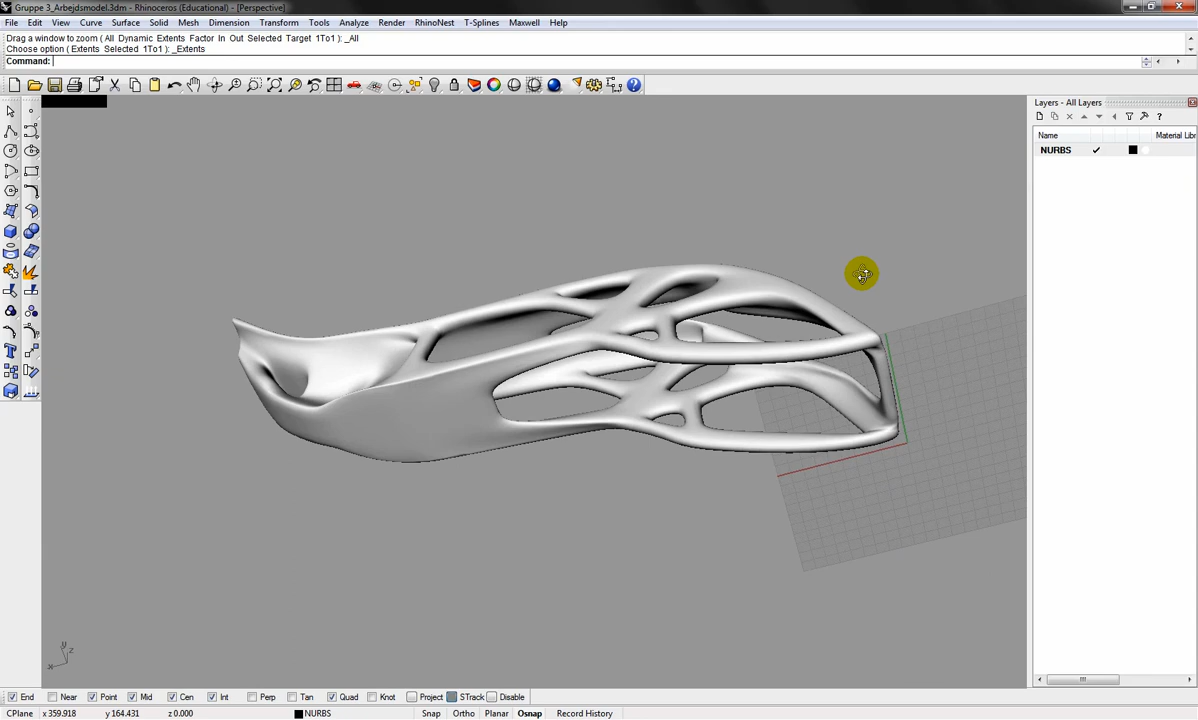 Gruppe 3_Arbejdsmodel.3dm - Rhinoceros (Educational) - [Perspective]
File Edit View Curve Surface Solid Mesh Dimension Transform Tools Analyze Render RhinoNest T-Splines Maxwell Help
Drag a window to zoom ( All Dynamic Extents Factor In Out Selected Target 1To1 ): _All
Choose option ( Extents Selected 1To1 ): _Extents
Command:
Layers - All Layers
Name Material Libr
NURBS
y
z
x
End Near Point Mid Cen Int Perp Tan Quad Knot Project STrack Disable
CPlane x 359.918 y 164.431 z 0.000 NURBS Snap Ortho Planar Osnap Record History